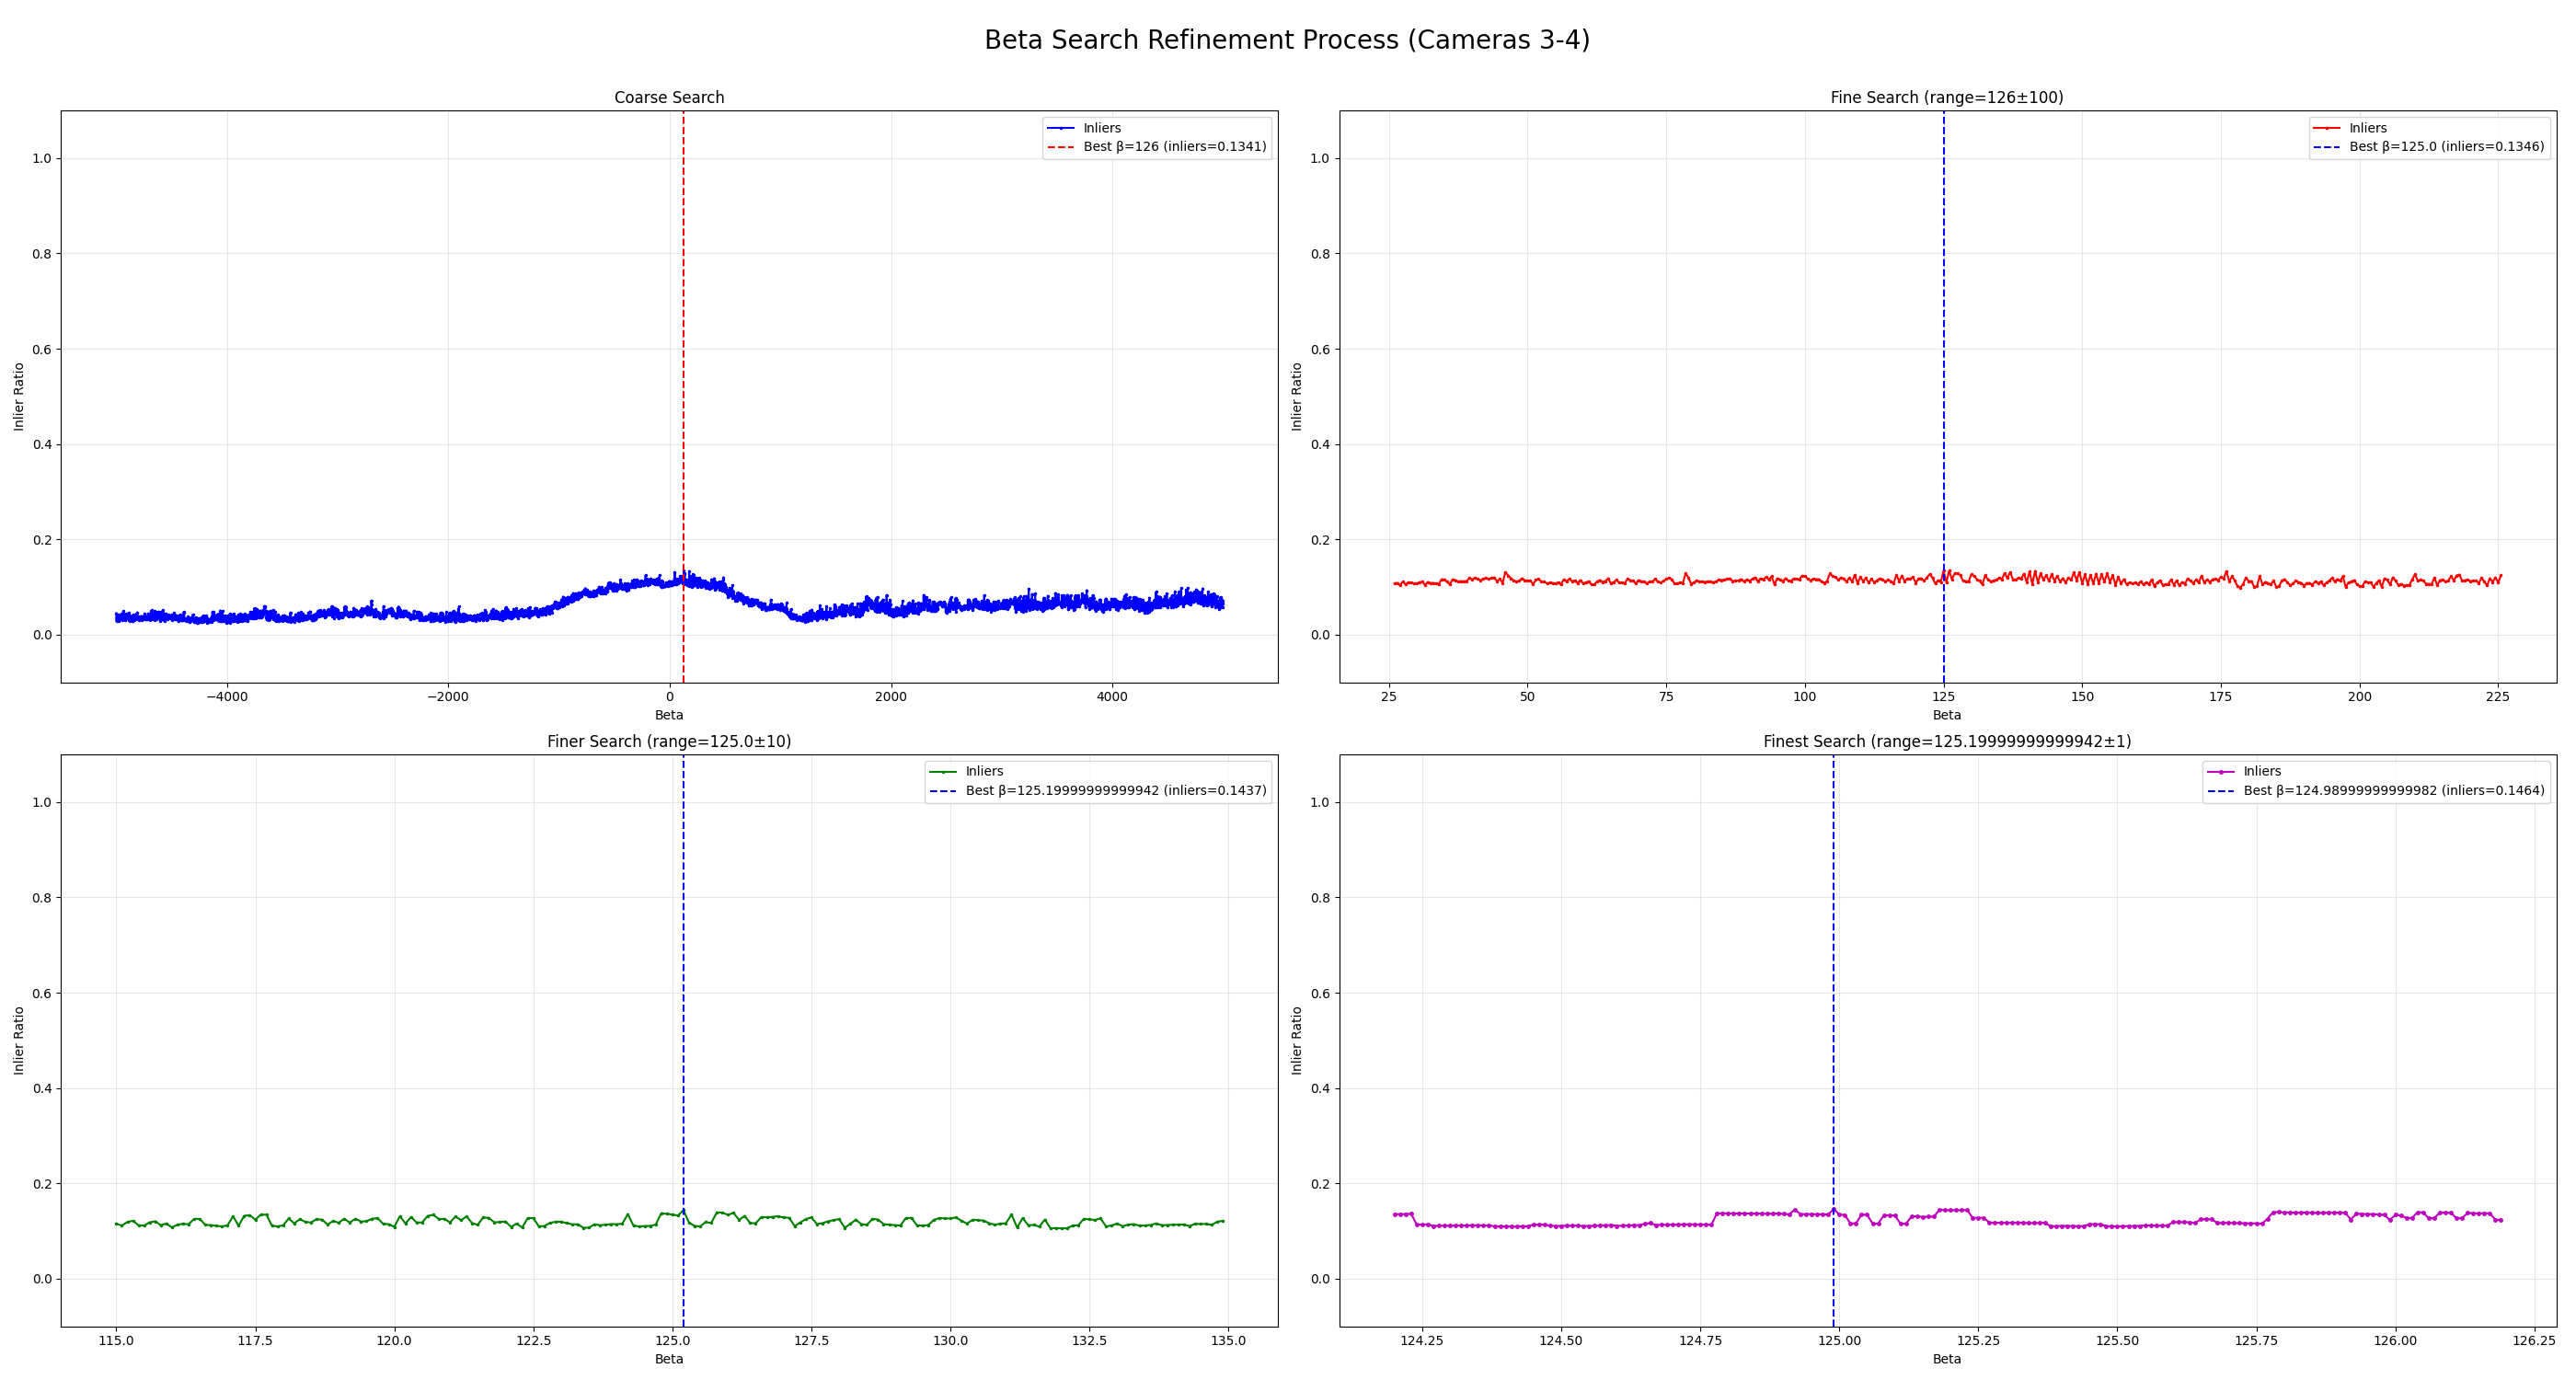 Beta Search Refinement Process (Cameras 3-4)
Coarse Search
Inliers
Best β=126 (inliers=0.1341)
1.0
0.8
0.6
0.4
0.2
0.0
Inlier Ratio
−4000 −2000 0 2000 4000
Beta
Fine Search (range=126±100)
Inliers
Best β=125.0 (inliers=0.1346)
1.0
0.8
0.6
0.4
0.2
0.0
Inlier Ratio
25 50 75 100 125 150 175 200 225
Beta
Finer Search (range=125.0±10)
Inliers
Best β=125.19999999999942 (inliers=0.1437)
1.0
0.8
0.6
0.4
0.2
0.0
Inlier Ratio
115.0 117.5 120.0 122.5 125.0 127.5 130.0 132.5 135.0
Beta
Finest Search (range=125.19999999999942±1)
Inliers
Best β=124.98999999999982 (inliers=0.1464)
1.0
0.8
0.6
0.4
0.2
0.0
Inlier Ratio
124.25 124.50 124.75 125.00 125.25 125.50 125.75 126.00 126.25
Beta